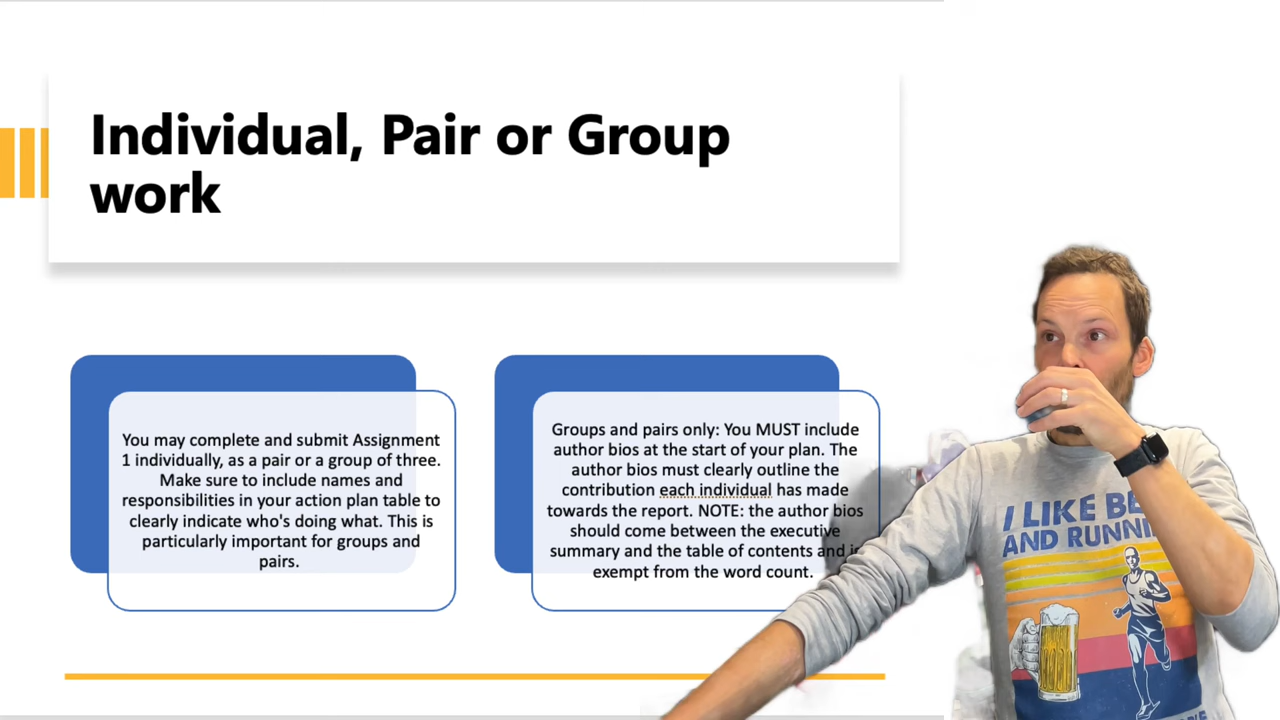 Individual, Pair or Group
work
You may complete and submit Assignment
1 individually, as a pair or a group of three.
Make sure to include names and
responsibilities in your action plan table to
clearly indicate who's doing what. This is
particularly important for groups and
pairs.
Groups and pairs only: You MUST include
author bios at the start of your plan. The
author bios must clearly outline the
contribution each individual has made
towards the report. NOTE: the author bios
should come between the executive
summary and the table of contents and is
exempt from the word count.
I LIKE
AND